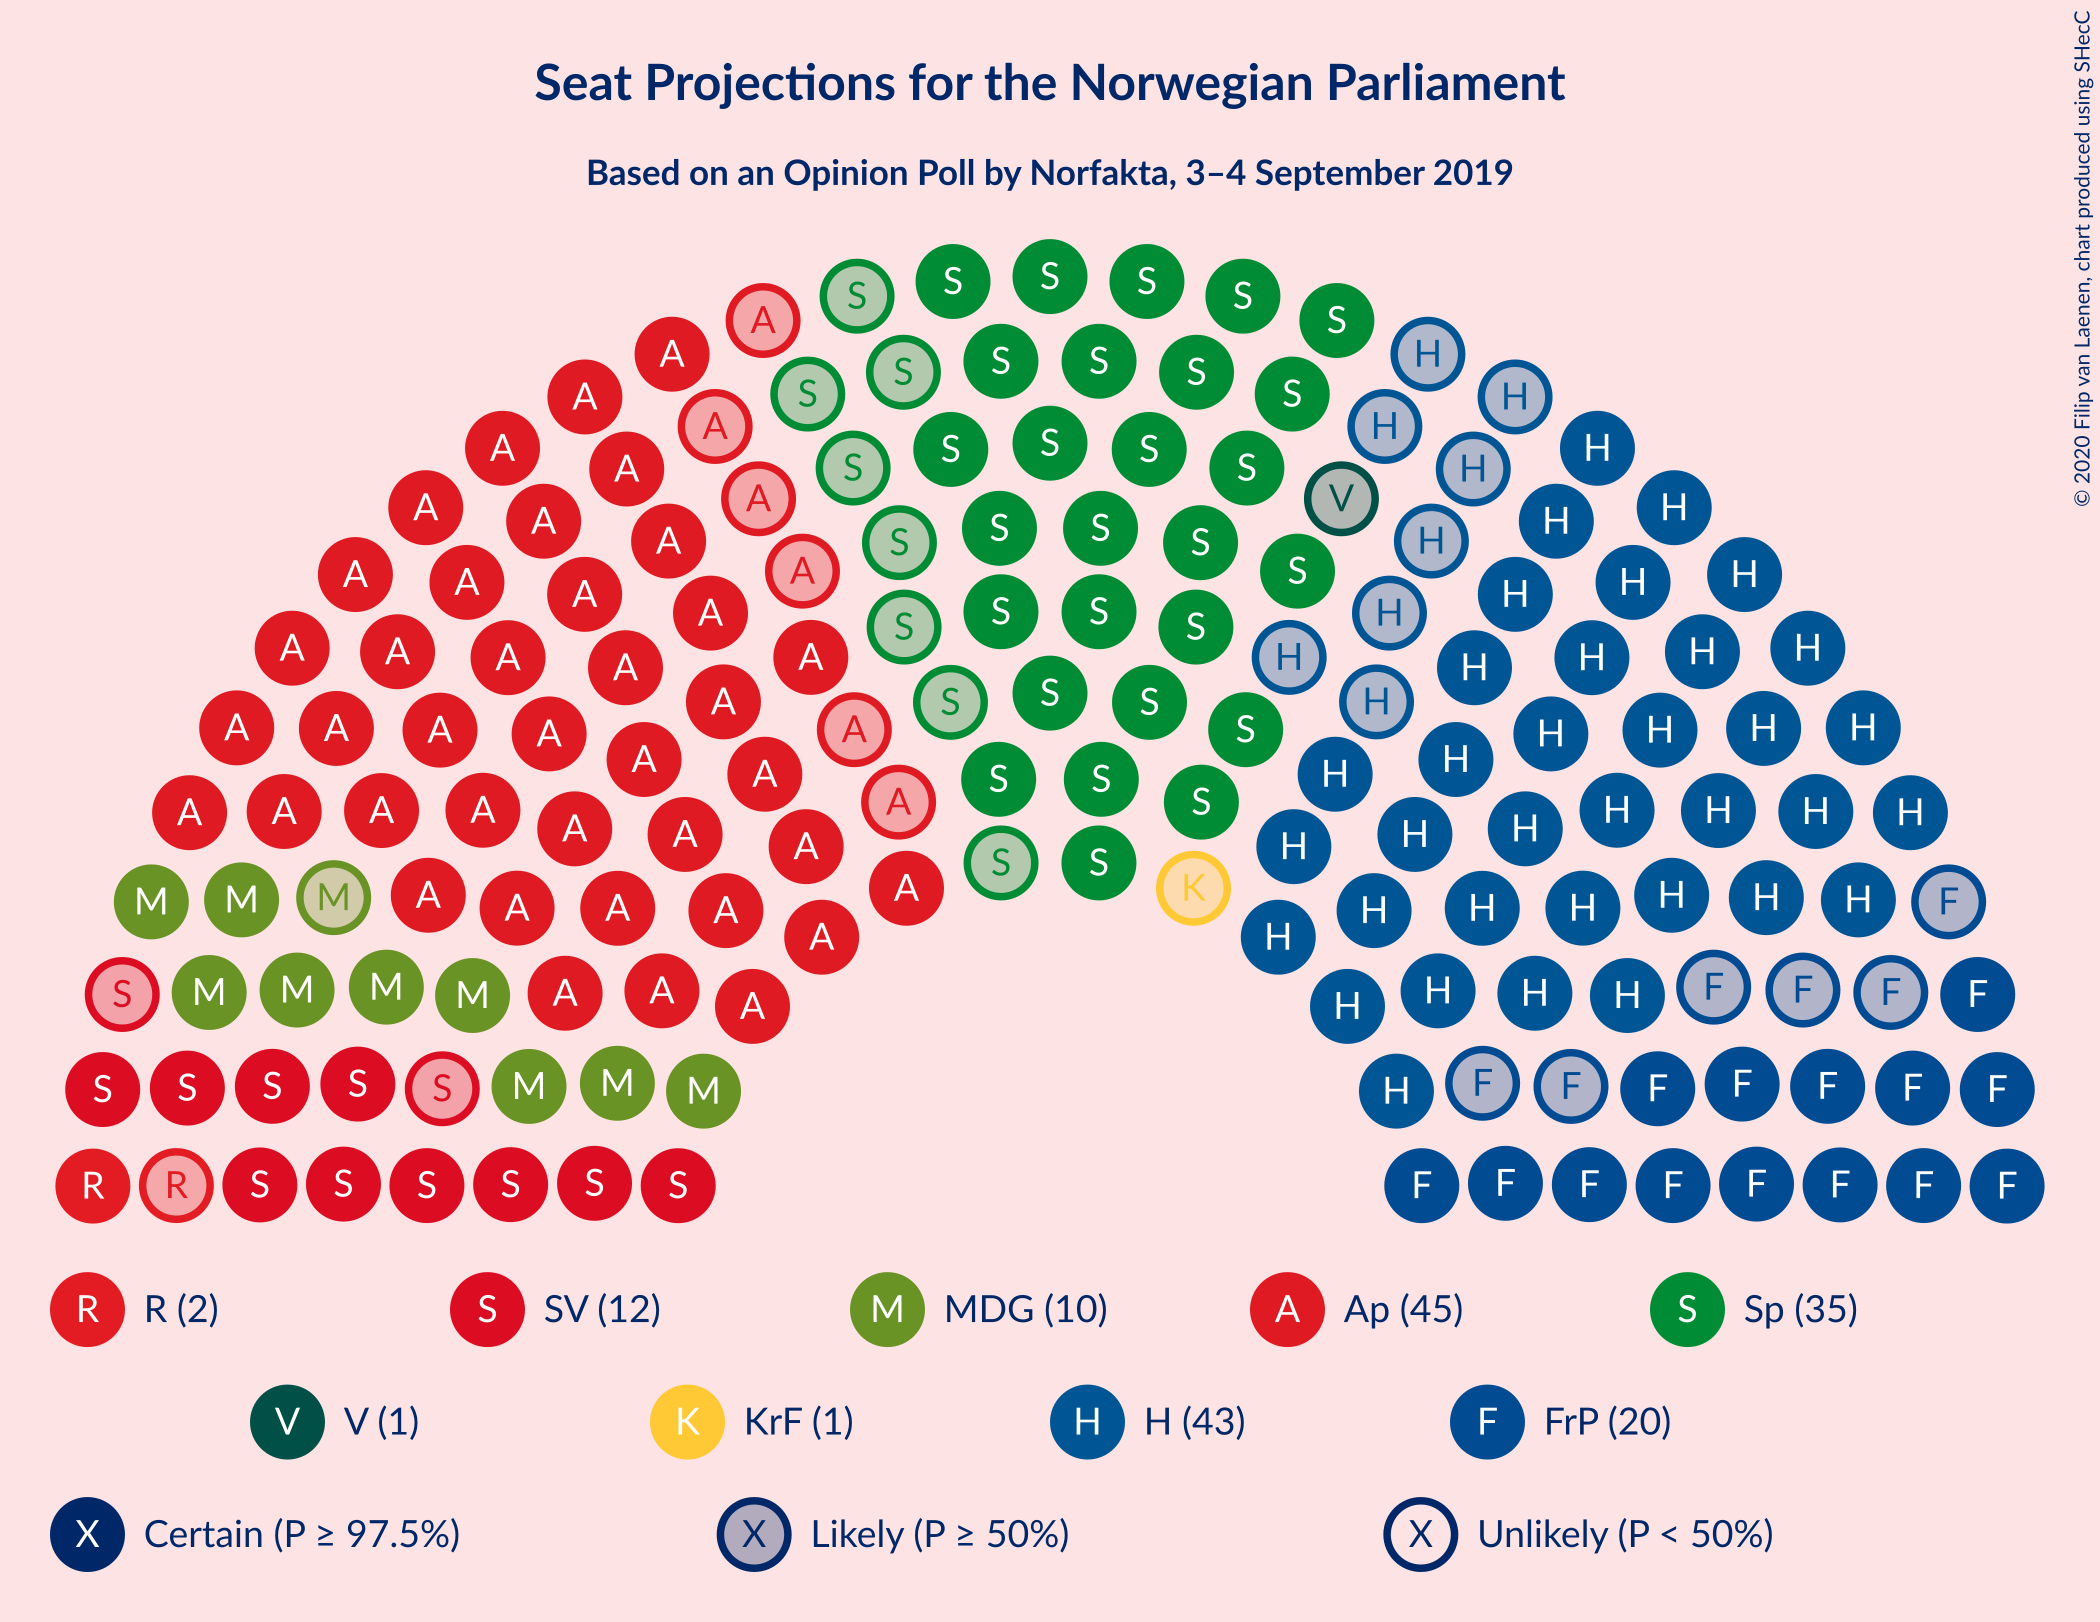 Seat Projections for the Norwegian Parliament
Based on an Opinion Poll by Norfakta, 3–4 September 2019
© 2020 Filip van Laenen, chart produced using SHecC
S S S S S
A S
A H
S S S S S
A H
A S S H
A H
A S S S S S H
A A V H
A S S S S H
A A A H H
A A S S S S S H H
A A A H H H
A A A H H H
A A A S S S S H H H
A A A A A S S H H H H
A A A A A S S S H H H H H
A A A A A S S S H H H H H
A A A A A A S S S H H H H H H
A A A A S S K H H H H
M M M A A A A A H H H H H H H F
S M M M M A A A H H H H F F F F
S S S S S M M M H F F F F F F F
R R S S S S S S F F F F F F F F
R R (2) S SV (12) M MDG (10) A Ap (45) S Sp (35)
V V (1) K KrF (1) H H (43) F FrP (20)
X Certain (P ≥ 97.5%) X Likely (P ≥ 50%) X Unlikely (P < 50%)